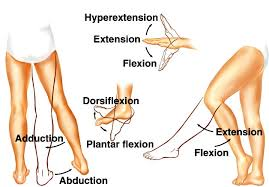 Hyperextension
Extension
Flexion
Dorsiflexion
Plantar flexion
Adduction
Abduction
Extension
Flexion